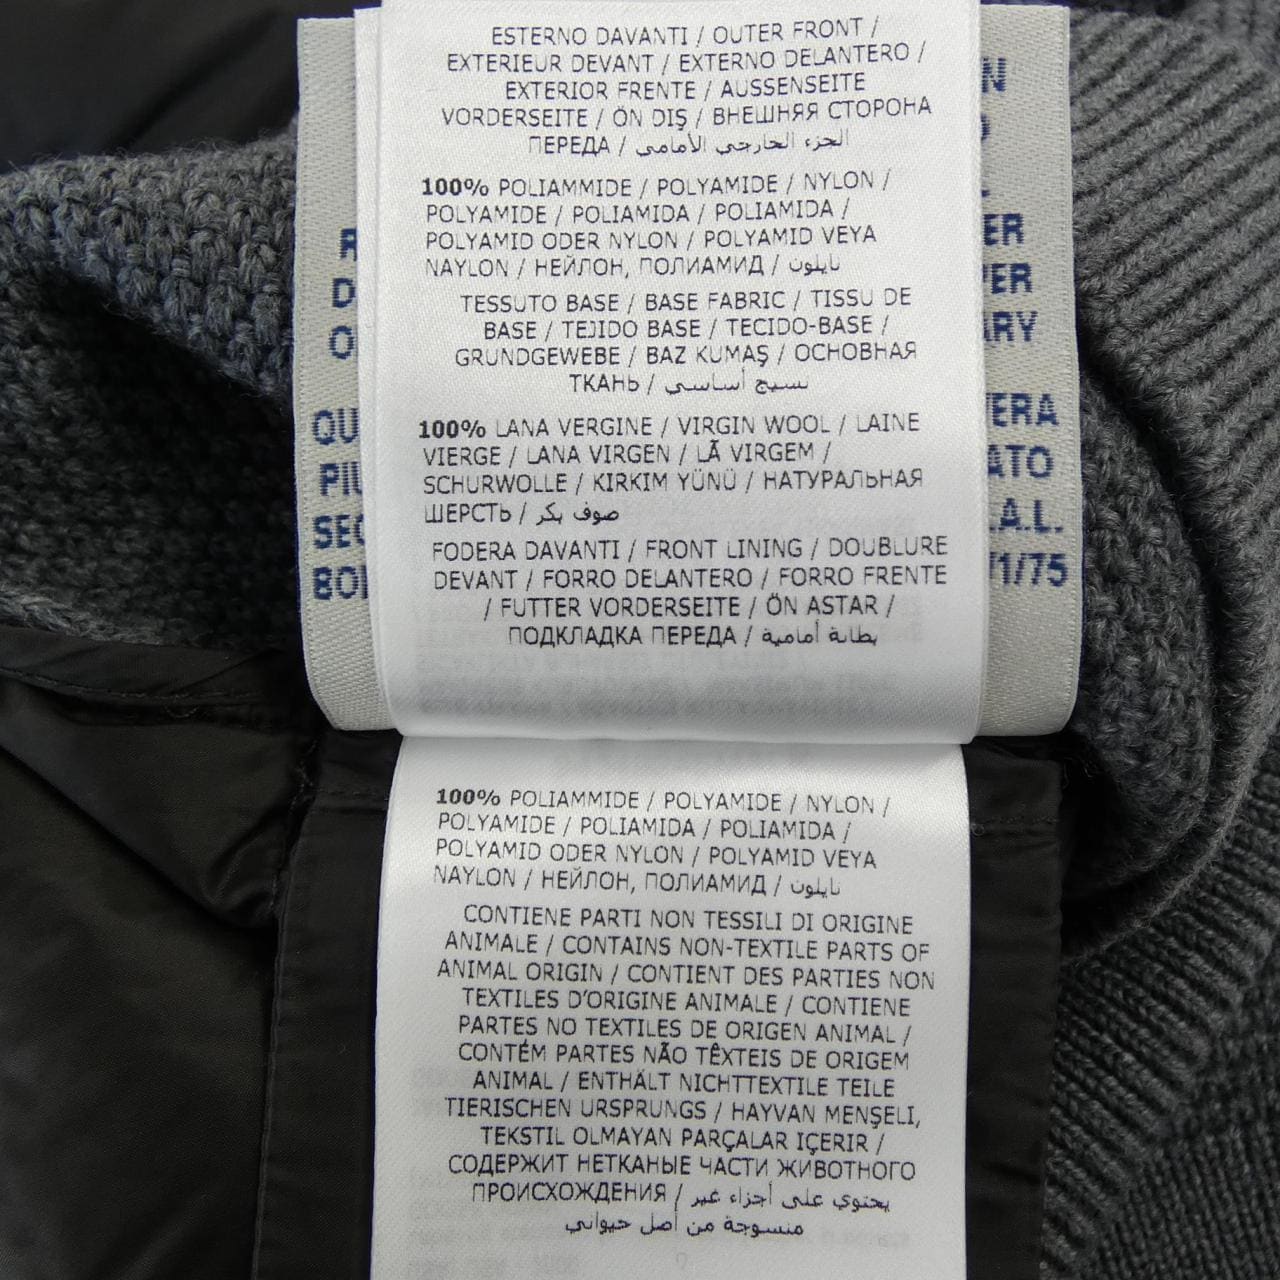 ESTERNO DAVANTI / OUTER FRONT /
EXTERIEUR DEVANT / EXTERNO DELANTERO /
EXTERIOR FRENTE / AUSSENSEITE
VORDERSEITE / ÖN DIŞ / ВНЕШНЯЯ СТОРОНА
ПЕРЕДА / الجزء الخارجي الأمامي
100% POLIAMMIDE / POLYAMIDE / NYLON /
POLYAMIDE / POLIAMIDA / POLIAMIDA /
POLYAMID ODER NYLON / POLYAMID VEYA
NAYLON / НЕЙЛОН, ПОЛИАМИД / نايلون
TESSUTO BASE / BASE FABRIC / TISSU DE
BASE / TEJIDO BASE / TECIDO-BASE /
GRUNDGEWEBE / BAZ KUMAŞ / ОСНОВНАЯ
ТКАНЬ / نسيج أساسي
100% LANA VERGINE / VIRGIN WOOL / LAINE
VIERGE / LANA VIRGEN / LÃ VIRGEM /
SCHURWOLLE / KIRKIM YÜNÜ / НАТУРАЛЬНАЯ
ШЕРСТЬ / صوف بكر
FODERA DAVANTI / FRONT LINING / DOUBLURE
DEVANT / FORRO DELANTERO / FORRO FRENTE
/ FUTTER VORDERSEITE / ÖN ASTAR /
ПОДКЛАДКА ПЕРЕДА / بطانة أمامية
100% POLIAMMIDE / POLYAMIDE / NYLON /
POLYAMIDE / POLIAMIDA / POLIAMIDA /
POLYAMID ODER NYLON / POLYAMID VEYA
NAYLON / НЕЙЛОН, ПОЛИАМИД / نايلون
CONTIENE PARTI NON TESSILI DI ORIGINE
ANIMALE / CONTAINS NON-TEXTILE PARTS OF
ANIMAL ORIGIN / CONTIENT DES PARTIES NON
TEXTILES D'ORIGINE ANIMALE / CONTIENE
PARTES NO TEXTILES DE ORIGEN ANIMAL /
CONTÉM PARTES NÃO TÊXTEIS DE ORIGEM
ANIMAL / ENTHÄLT NICHTTEXTILE TEILE
TIERISCHEN URSPRUNGS / HAYVAN MENŞELI,
TEKSTIL OLMAYAN PARÇALAR IÇERIR /
СОДЕРЖИТ НЕТКАНЫЕ ЧАСТИ ЖИВОТНОГО
ПРОИСХОЖДЕНИЯ / يحتوي على أجزاء غير
منسوجة من أصل حيواني